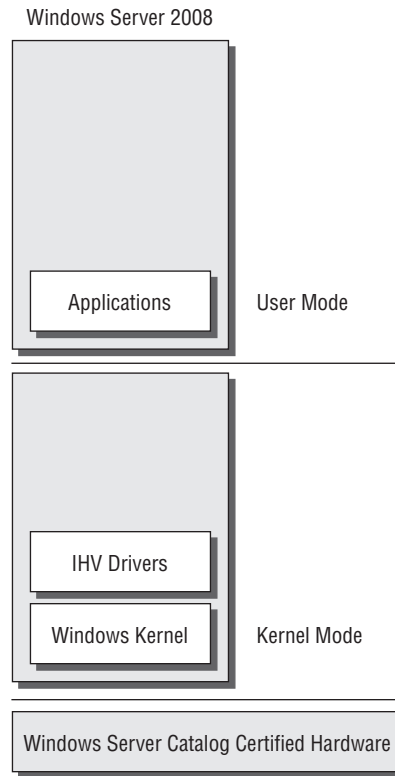 Windows Server 2008
Applications
User Mode
IHV Drivers
Windows Kernel
Kernel Mode
Windows Server Catalog Certified Hardware